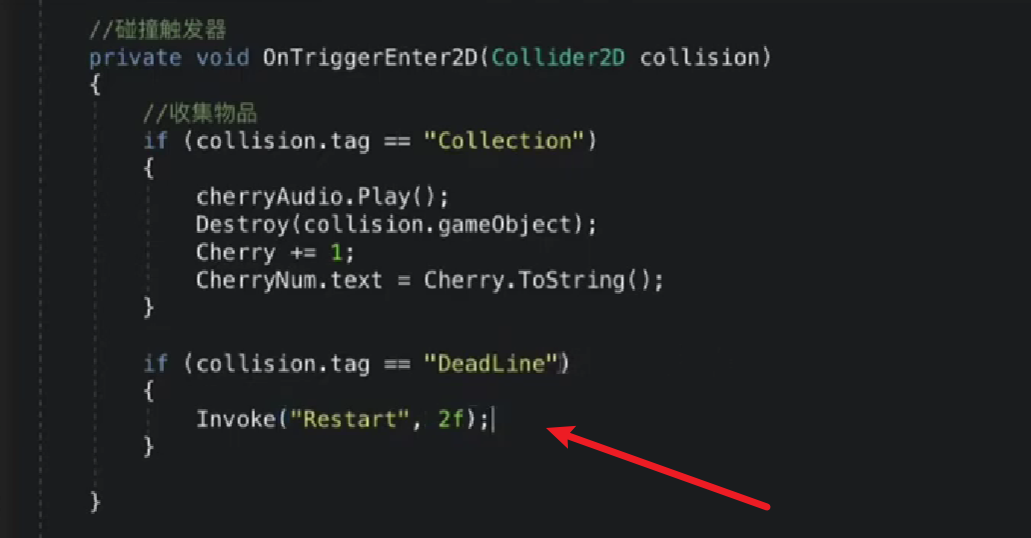 //碰撞触发器
private void OnTriggerEnter2D(Collider2D collision)
{
//收集物品
if (collision.tag == "Collection")
{
cherryAudio.Play();
Destroy(collision.gameObject);
Cherry += 1;
CherryNum.text = Cherry.ToString();
}
if (collision.tag == "DeadLine")
{
Invoke("Restart", 2f);
}
}